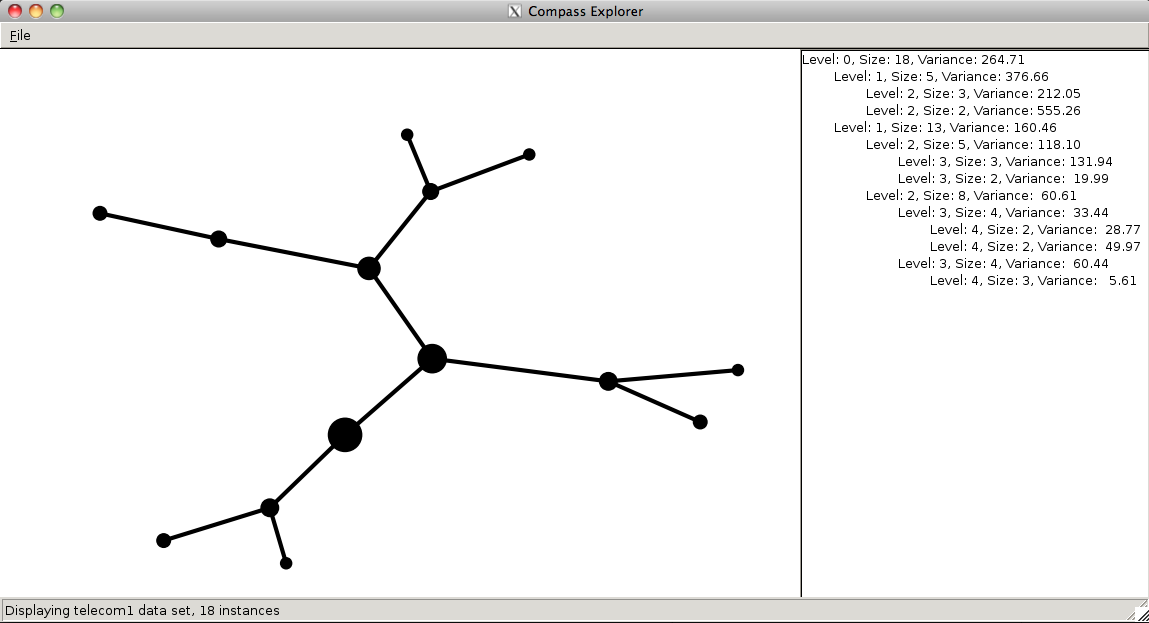 Compass Explorer
File
Level: 0, Size: 18, Variance: 264.71
Level: 1, Size: 5, Variance: 376.66
Level: 2, Size: 3, Variance: 212.05
Level: 2, Size: 2, Variance: 555.26
Level: 1, Size: 13, Variance: 160.46
Level: 2, Size: 5, Variance: 118.10
Level: 3, Size: 3, Variance: 131.94
Level: 3, Size: 2, Variance: 19.99
Level: 2, Size: 8, Variance: 60.61
Level: 3, Size: 4, Variance: 33.44
Level: 4, Size: 2, Variance: 28.77
Level: 4, Size: 2, Variance: 49.97
Level: 3, Size: 4, Variance: 60.44
Level: 4, Size: 3, Variance: 5.61
Displaying telecom1 data set, 18 instances